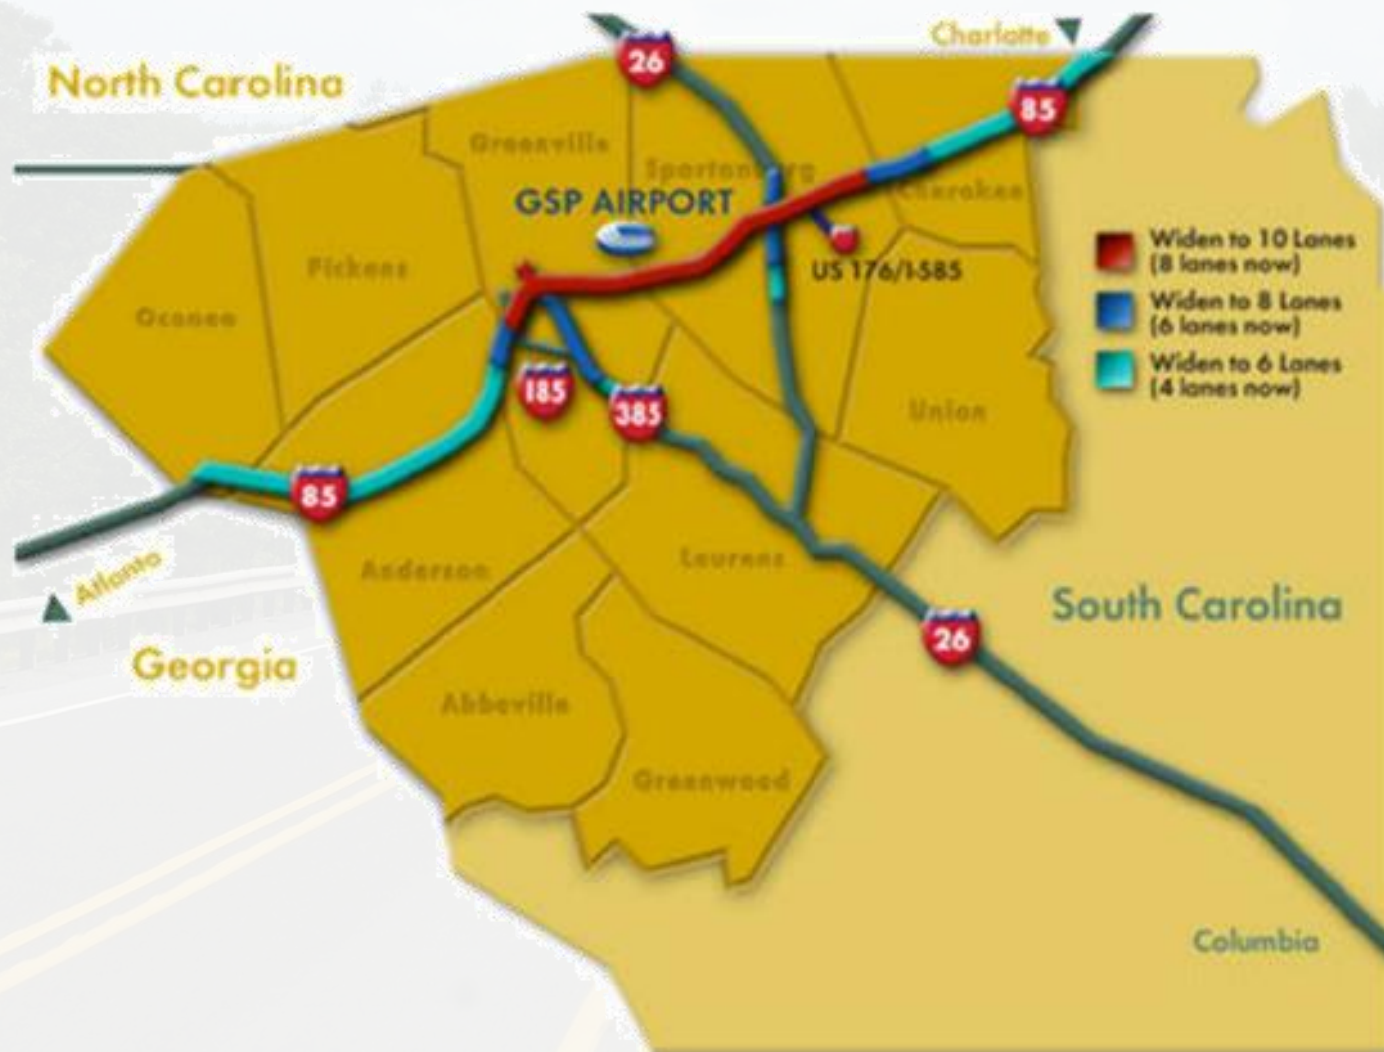 26
Charlotte
North Carolina
85
Greenville
Spartanburg
GSP AIRPORT
Cherokee
Widen to 10 Lanes
(8 lanes now)
Pickens
US 176/I-585
Widen to 8 Lanes
(6 lanes now)
Oconee
Widen to 6 Lanes
(4 lanes now)
185
385
Union
85
Laurens
Anderson
Atlanta
South Carolina
26
Georgia
Abbeville
Greenwood
Columbia